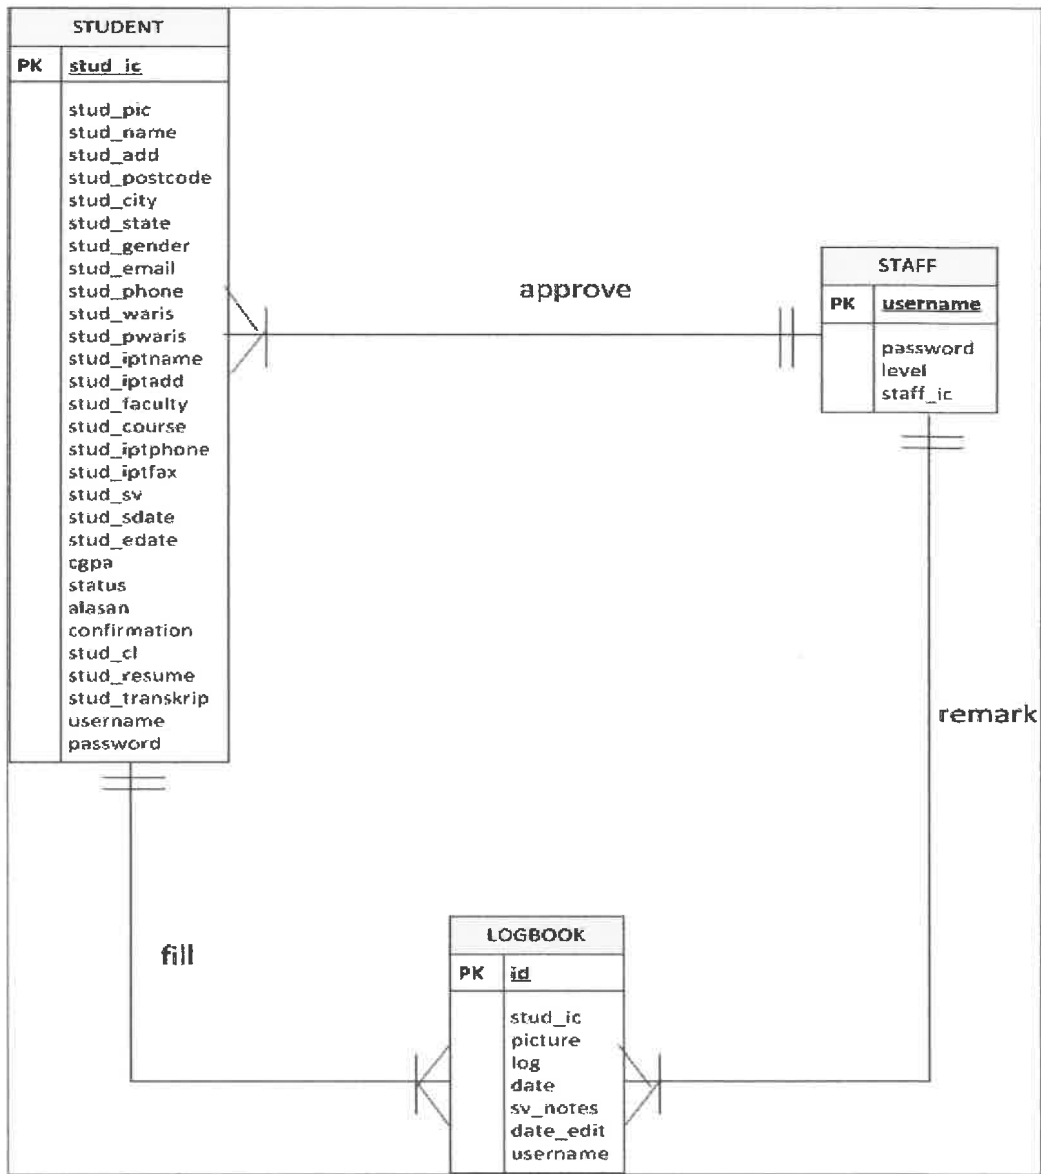 STUDENT
PK stud_ic
stud_pic
stud_name
stud_add
stud_postcode
stud_city
stud_state
stud_gender
stud_email
stud_phone
stud_waris
stud_pwaris
stud_iptname
stud_iptadd
stud_faculty
stud_course
stud_iptphone
stud_iptfax
stud_sv
stud_sdate
stud_edate
cgpa
status
alasan
confirmation
stud_cl
stud_resume
stud_transkrip
username
password
approve
STAFF
PK username
password
level
staff_ic
remark
fill
LOGBOOK
PK id
stud_ic
picture
log
date
sv_notes
date_edit
username